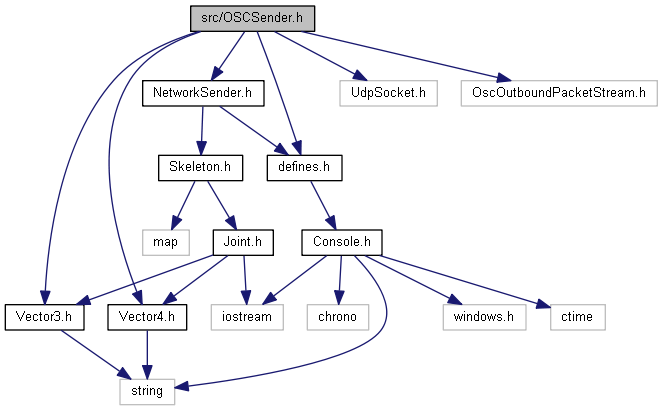 src/OSCSender.h
NetworkSender.h
UdpSocket.h
OscOutboundPacketStream.h
Skeleton.h
defines.h
map
Joint.h
Console.h
Vector3.h
Vector4.h
iostream
chrono
windows.h
ctime
string